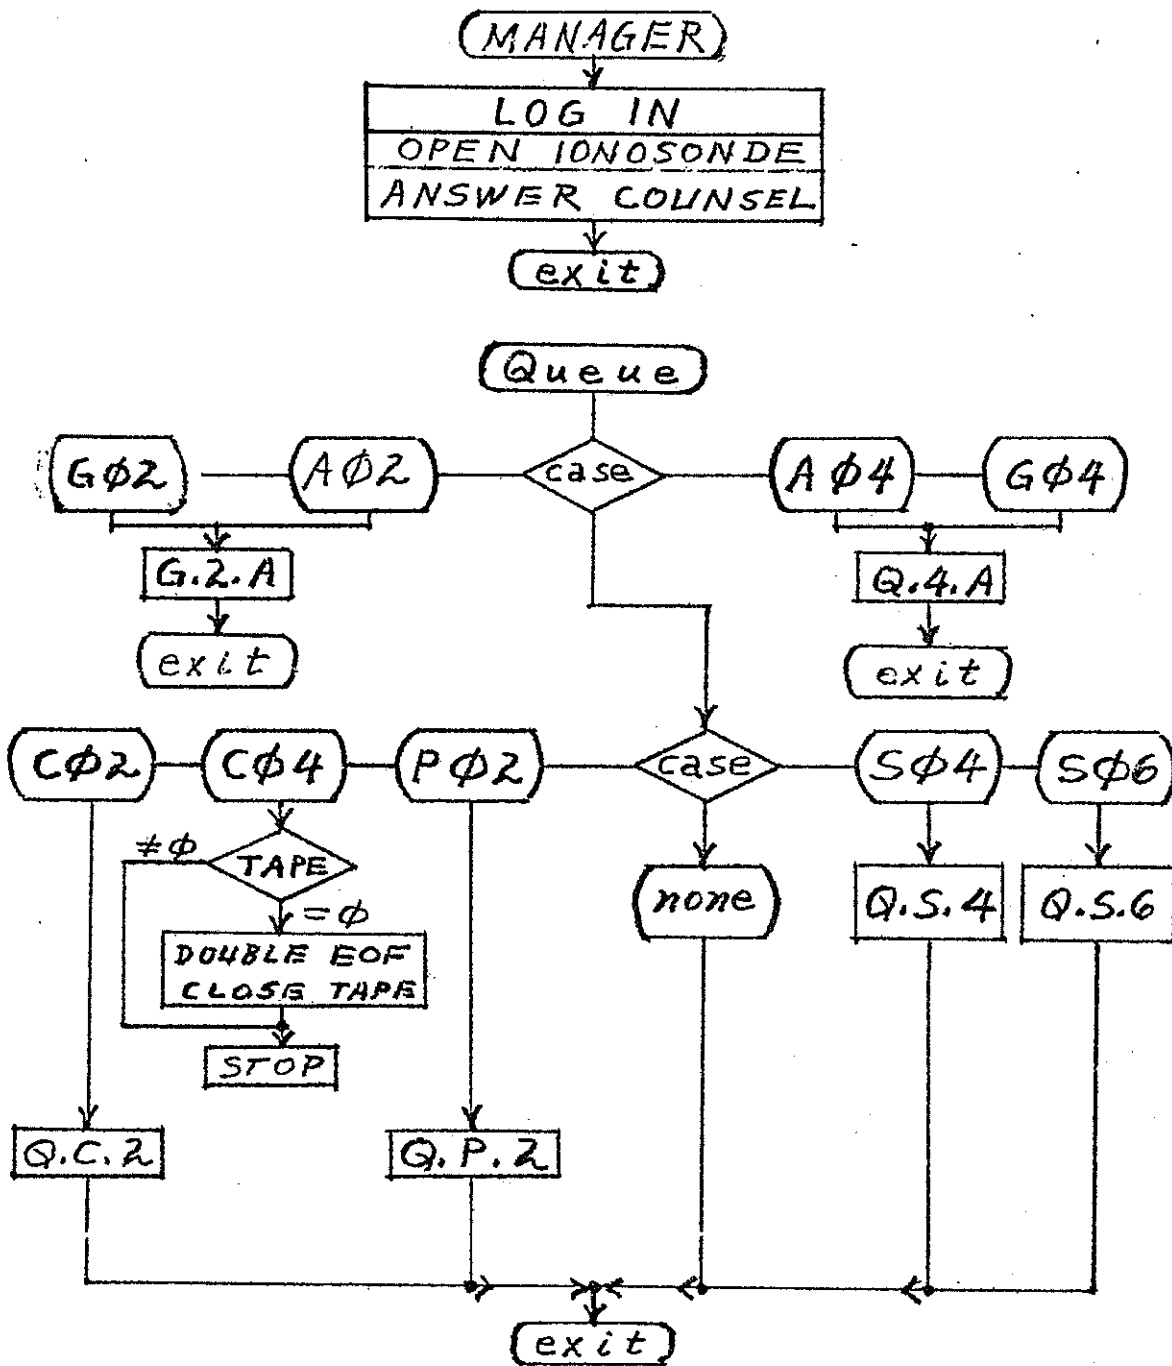 MANAGER
LOG IN
OPEN IONOSONDE
ANSWER COUNSEL
exit
Queue
GØ2
AØ2
case
AØ4
GØ4
G.2.A
Q.4.A
exit
exit
CØ2
CØ4
PØ2
case
SØ4
SØ6
≠Ø
TAPE
=Ø
none
Q.S.4
Q.S.6
DOUBLE EOF
CLOSE TAPE
STOP
Q.C.2
Q.P.2
exit